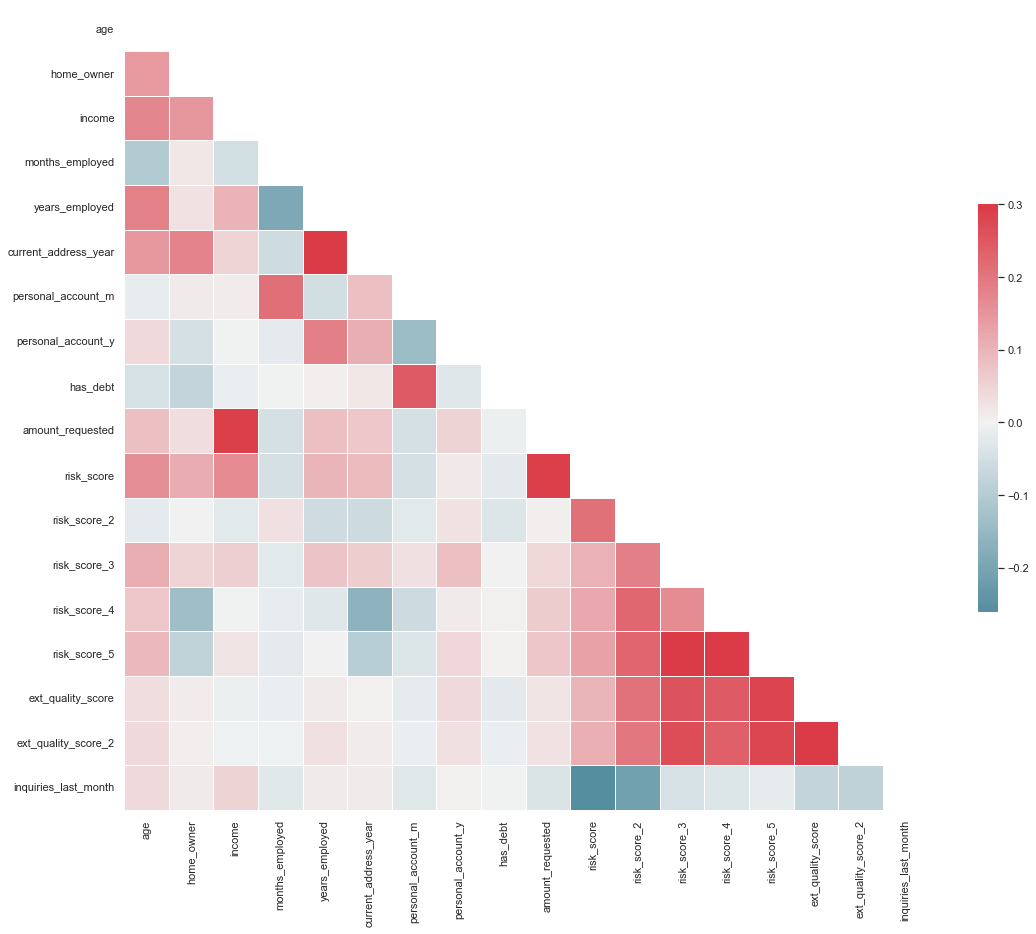 age
home_owner
income
months_employed
years_employed
current_address_year
personal_account_m
personal_account_y
has_debt
amount_requested
risk_score
risk_score_2
risk_score_3
risk_score_4
risk_score_5
ext_quality_score
ext_quality_score_2
inquiries_last_month
0.3
0.2
0.1
0.0
−0.1
−0.2
age
home_owner
income
months_employed
years_employed
current_address_year
personal_account_m
personal_account_y
has_debt
amount_requested
risk_score
risk_score_2
risk_score_3
risk_score_4
risk_score_5
ext_quality_score
ext_quality_score_2
inquiries_last_month